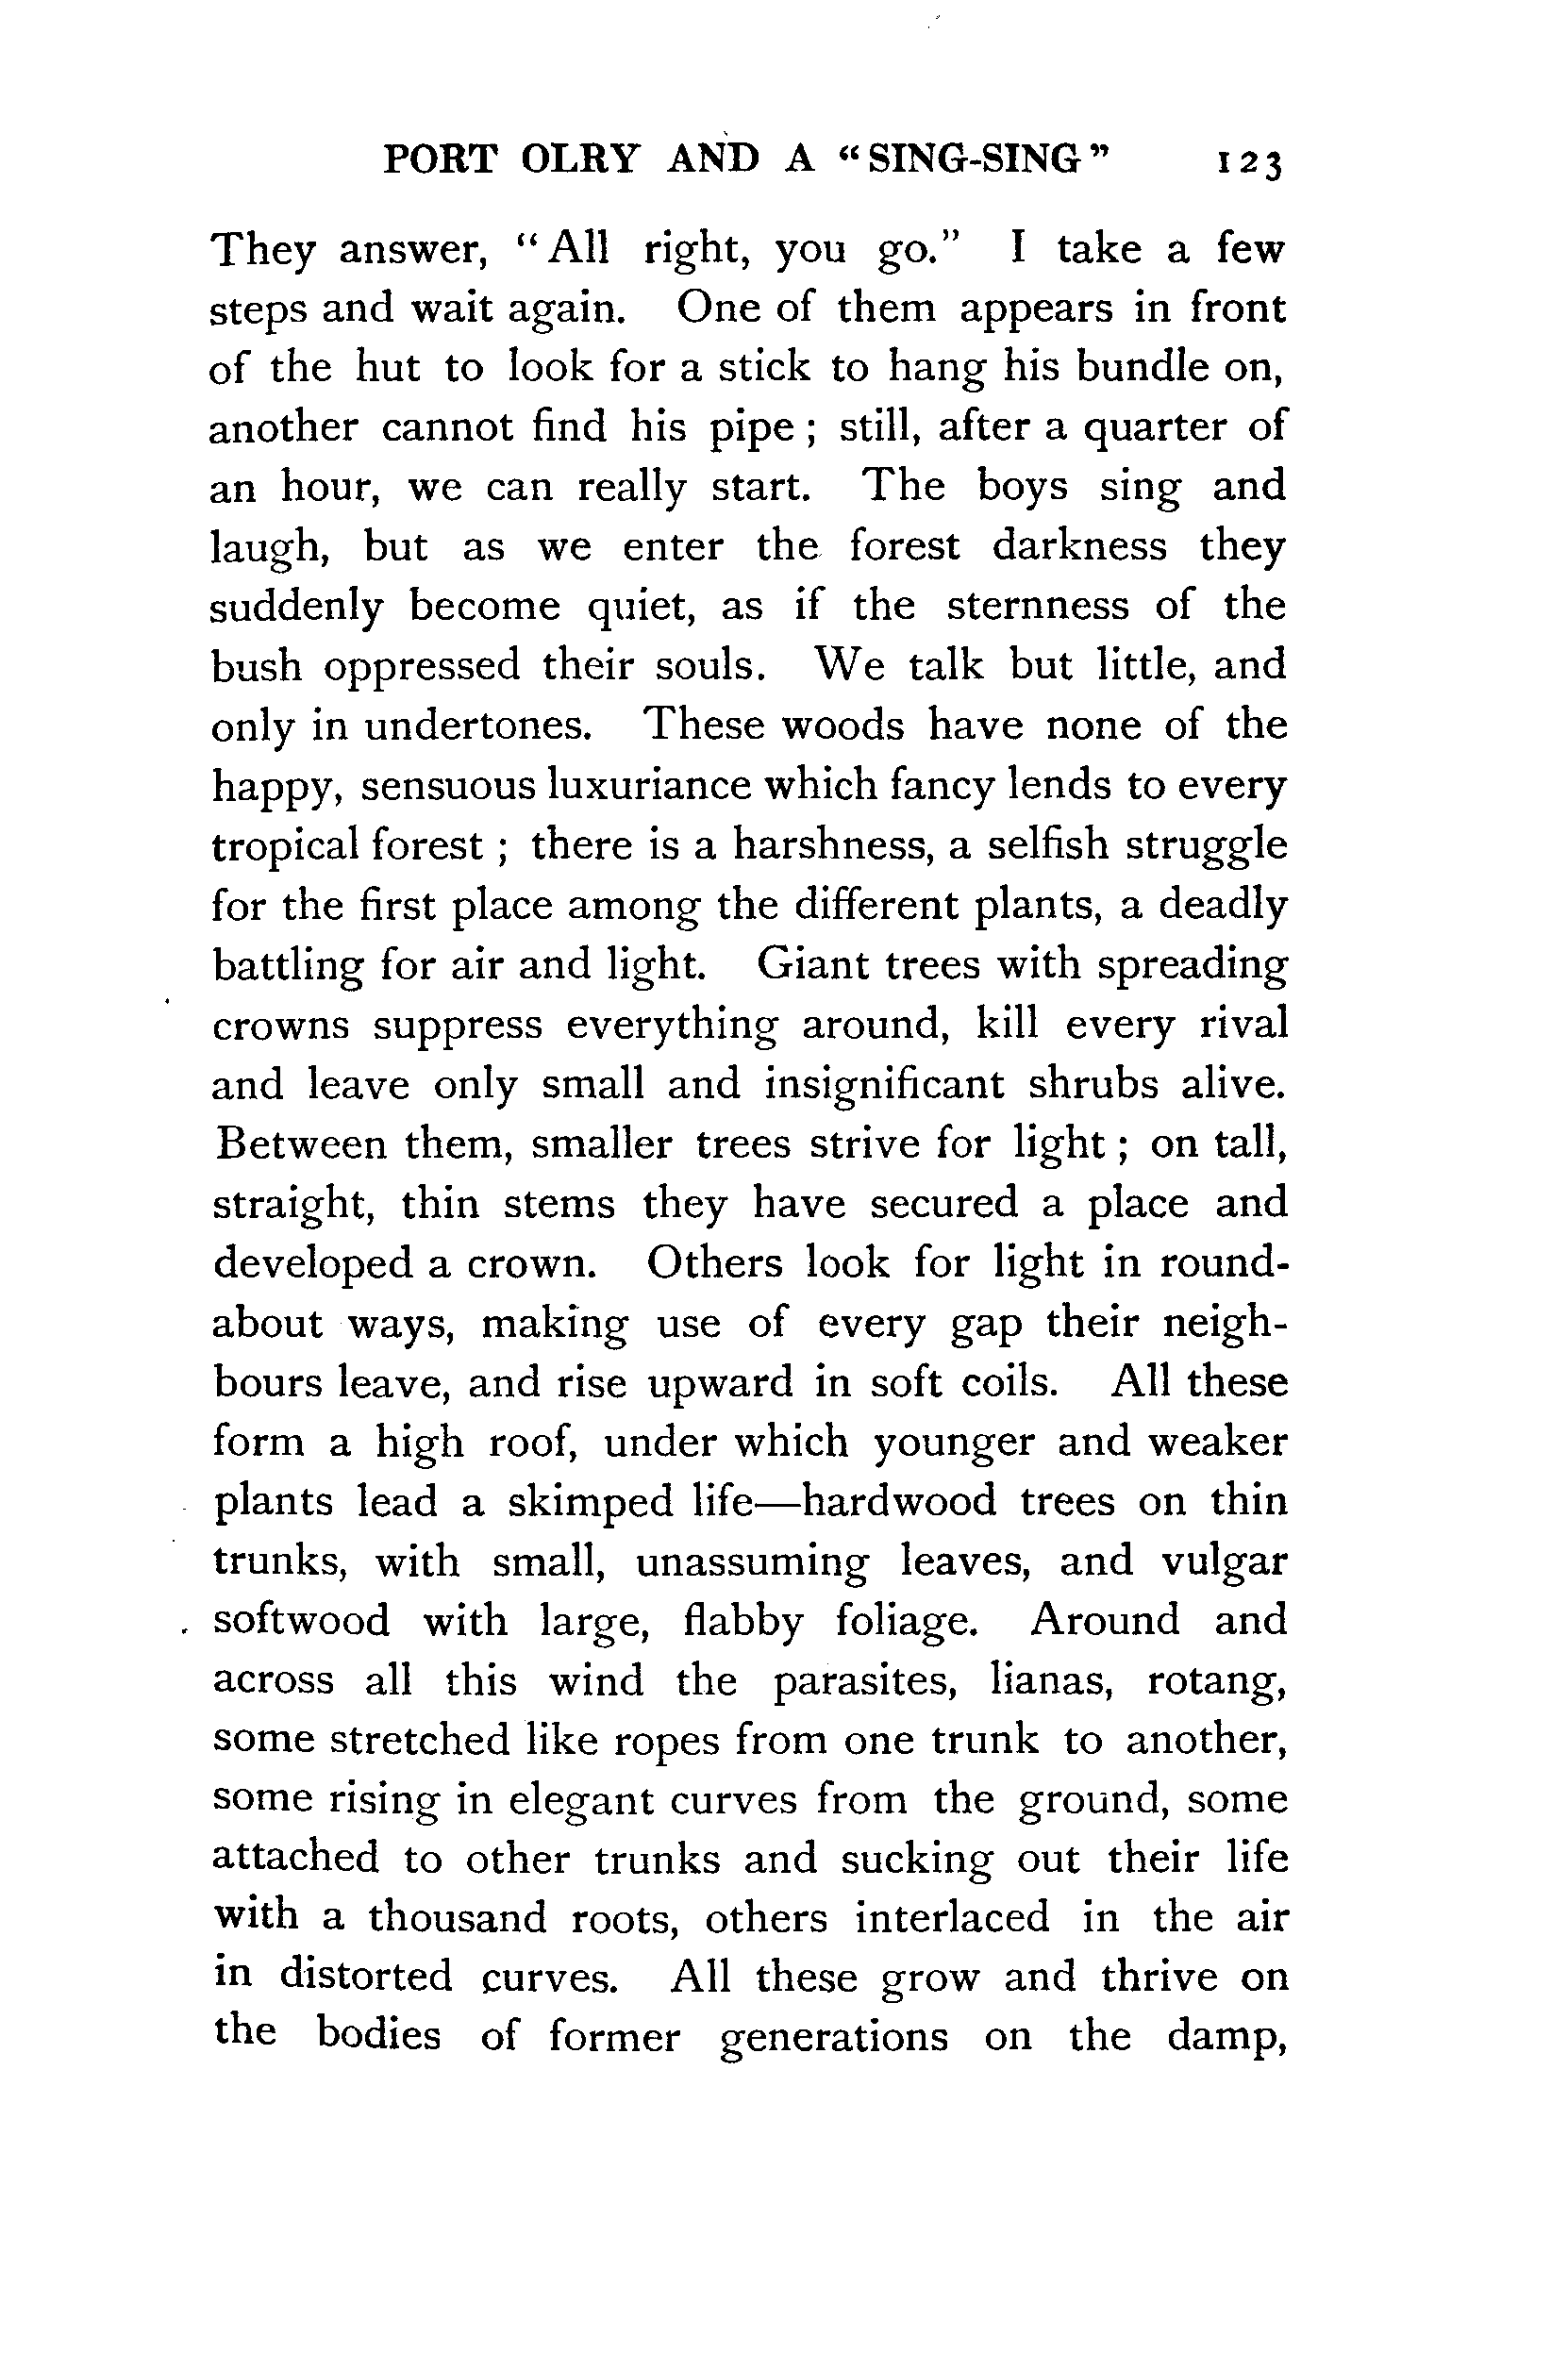 PORT OLRY AND A “SING-SING” 123
They answer, “All right, you go.” I take a few
steps and wait again. One of them appears in front
of the hut to look for a stick to hang his bundle on,
another cannot find his pipe ; still, after a quarter of
an hour, we can really start. The boys sing and
laugh, but as we enter the forest darkness they
suddenly become quiet, as if the sternness of the
bush oppressed their souls. We talk but little, and
only in undertones. These woods have none of the
happy, sensuous luxuriance which fancy lends to every
tropical forest ; there is a harshness, a selfish struggle
for the first place among the different plants, a deadly
battling for air and light. Giant trees with spreading
crowns suppress everything around, kill every rival
and leave only small and insignificant shrubs alive.
Between them, smaller trees strive for light ; on tall,
straight, thin stems they have secured a place and
developed a crown. Others look for light in round-
about ways, making use of every gap their neigh-
bours leave, and rise upward in soft coils. All these
form a high roof, under which younger and weaker
plants lead a skimped life—hardwood trees on thin
trunks, with small, unassuming leaves, and vulgar
softwood with large, flabby foliage. Around and
across all this wind the parasites, lianas, rotang,
some stretched like ropes from one trunk to another,
some rising in elegant curves from the ground, some
attached to other trunks and sucking out their life
with a thousand roots, others interlaced in the air
in distorted curves. All these grow and thrive on
the bodies of former generations on the damp,